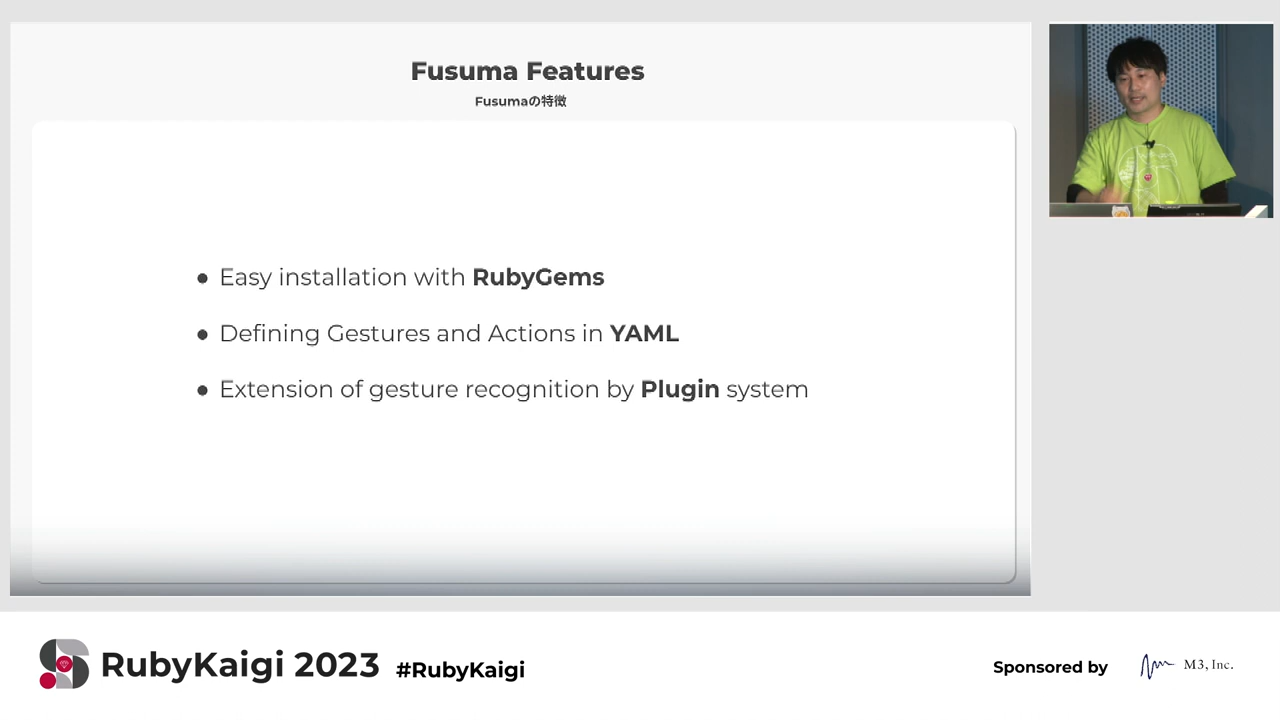 Fusuma Features
Fusumaの特徴
● Easy installation with RubyGems
● Defining Gestures and Actions in YAML
● Extension of gesture recognition by Plugin system
RubyKaigi 2023 #RubyKaigi
Sponsored by M3, Inc.